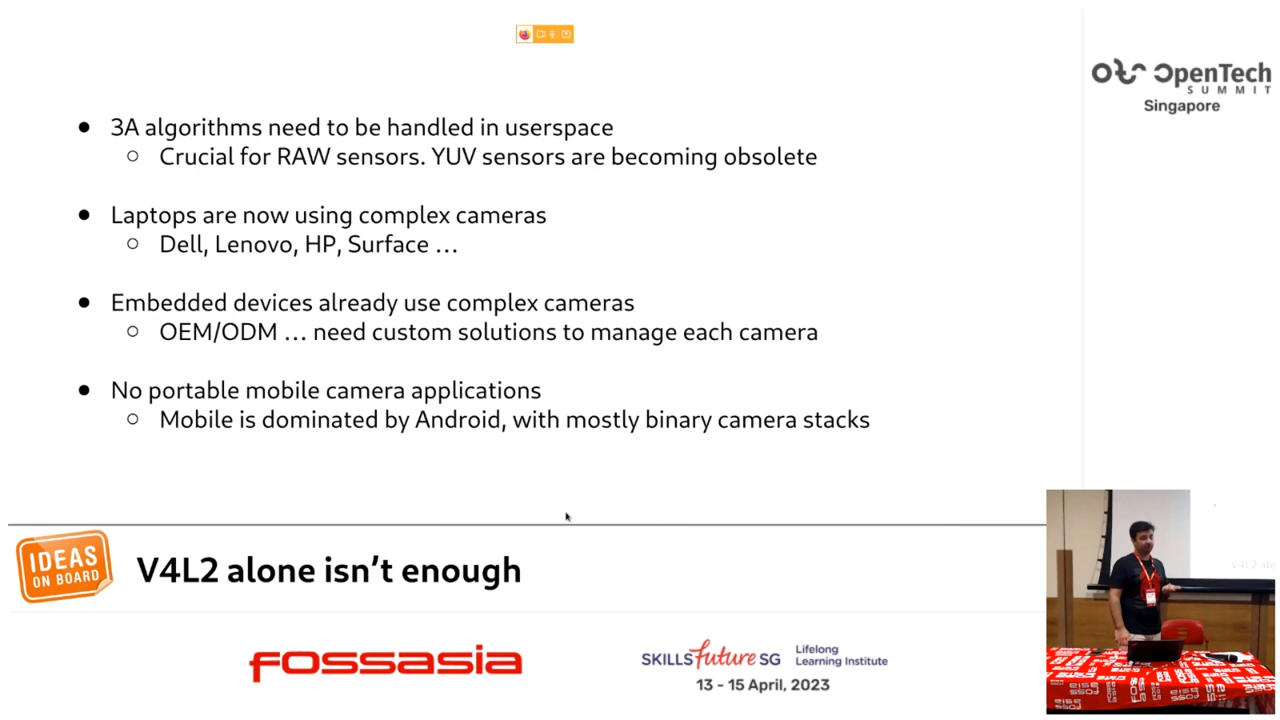 OpenTech
SUMMIT
Singapore
● 3A algorithms need to be handled in userspace
○ Crucial for RAW sensors. YUV sensors are becoming obsolete
● Laptops are now using complex cameras
○ Dell, Lenovo, HP, Surface …
● Embedded devices already use complex cameras
○ OEM/ODM … need custom solutions to manage each camera
● No portable mobile camera applications
○ Mobile is dominated by Android, with mostly binary camera stacks
IDEAS
ON BOARD
V4L2 alone isn't enough
V4L2 alo
FOSSASIA
SKILLSfuture SG
Lifelong
Learning Institute
13 - 15 April, 2023